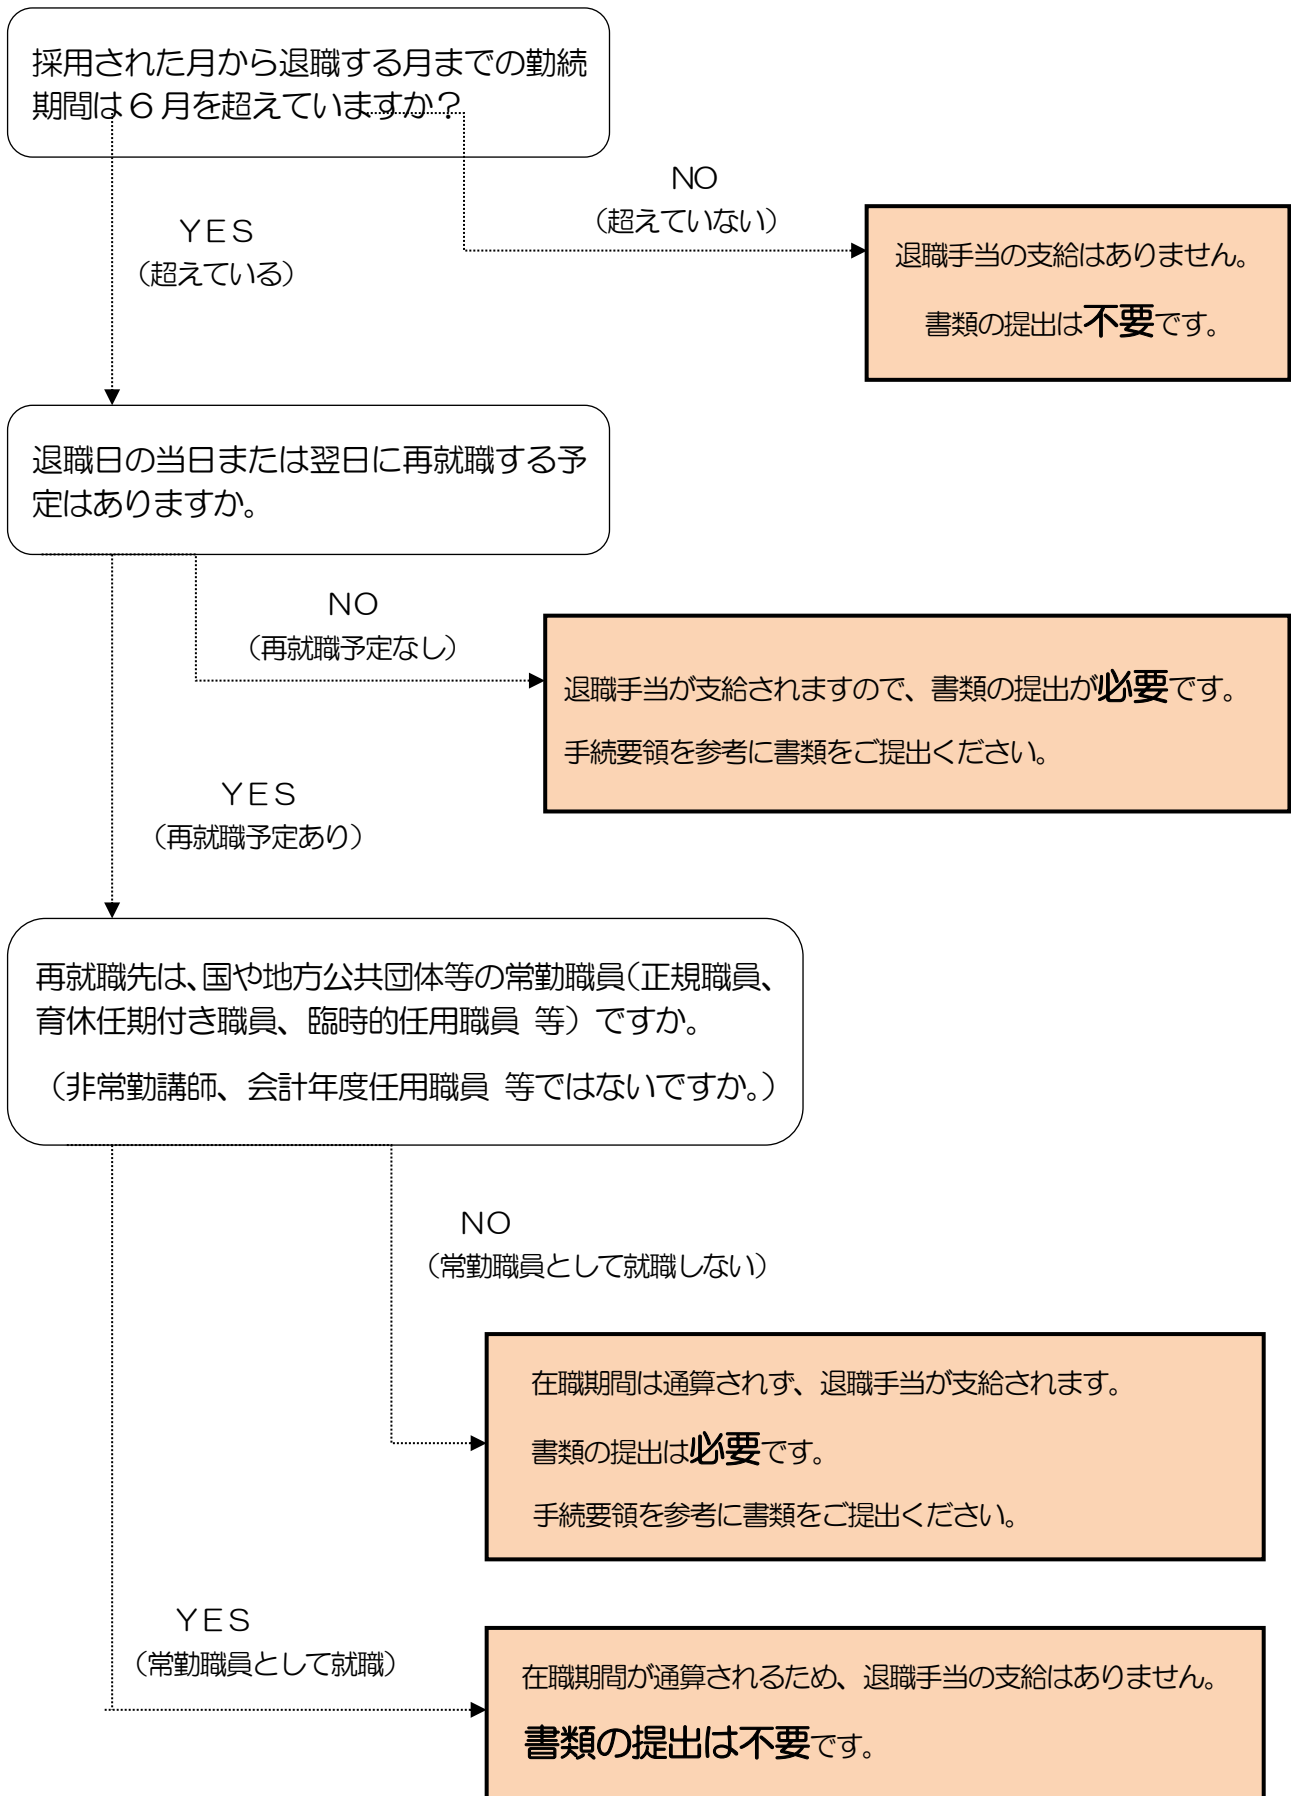 採用された月から退職する月までの勤続
期間は6月を超えていますか?
NO
(超えていない)
YES
(超えている)
退職手当の支給はありません。
書類の提出は不要です。
退職日の当日または翌日に再就職する予
定はありますか。
NO
(再就職予定なし)
退職手当が支給されますので、書類の提出が必要です。
手続要領を参考に書類をご提出ください。
YES
(再就職予定あり)
再就職先は、国や地方公共団体等の常勤職員(正規職員、
育休任期付き職員、臨時的任用職員 等)ですか。
(非常勤講師、会計年度任用職員 等ではないですか。)
NO
(常勤職員として就職しない)
在職期間は通算されず、退職手当が支給されます。
書類の提出は必要です。
手続要領を参考に書類をご提出ください。
YES
(常勤職員として就職)
在職期間が通算されるため、退職手当の支給はありません。
書類の提出は不要です。